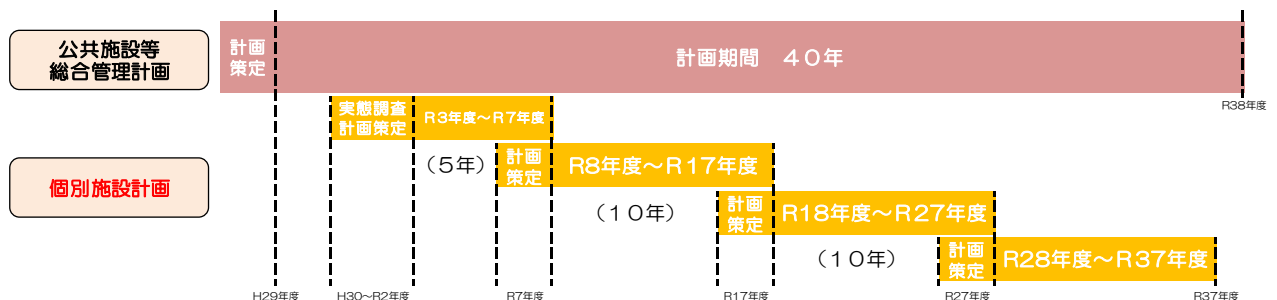 公共施設等
総合管理計画
計画
策定
計画期間　４０年
R38年度
実態調査
計画策定
R3年度～R7年度
個別施設計画
（５年）
計画
策定
R8年度～R17年度
（１０年）
計画
策定
R18年度～R27年度
（１０年）
計画
策定
R28年度～R37年度
H29年度
H30～R2年度
R7年度
R17年度
R27年度
R37年度